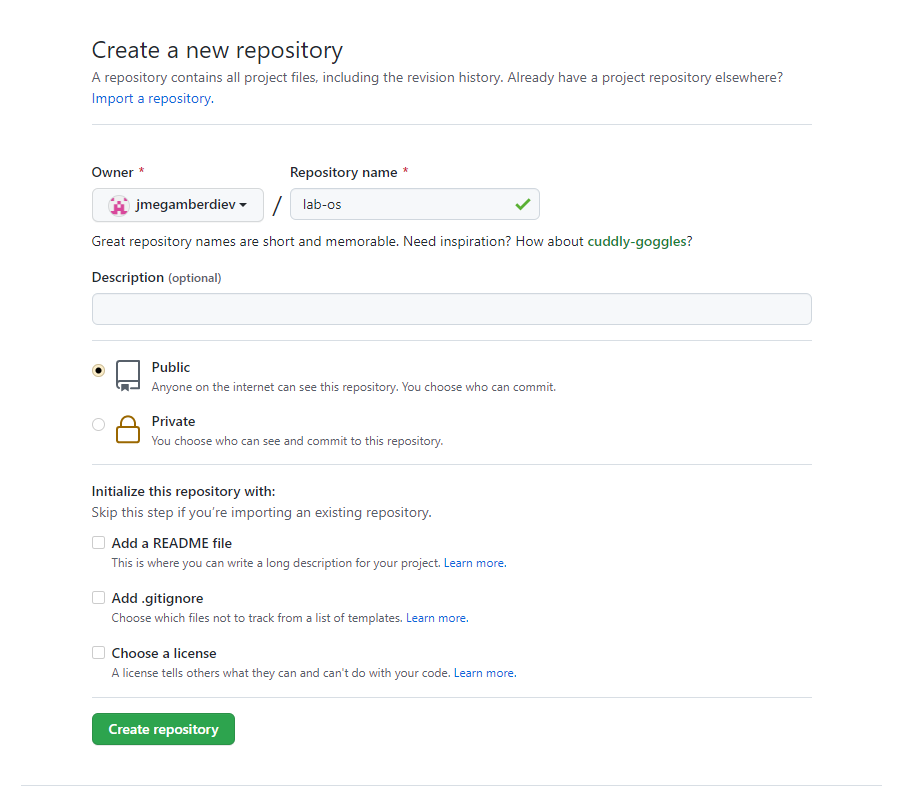 Create a new repository
A repository contains all project files, including the revision history. Already have a project repository elsewhere?
Import a repository.
Owner * Repository name *
jmegamberdiev / lab-os
Great repository names are short and memorable. Need inspiration? How about cuddly-goggles?
Description (optional)
Public
Anyone on the internet can see this repository. You choose who can commit.
Private
You choose who can see and commit to this repository.
Initialize this repository with:
Skip this step if you’re importing an existing repository.
Add a README file
This is where you can write a long description for your project. Learn more.
Add .gitignore
Choose which files not to track from a list of templates. Learn more.
Choose a license
A license tells others what they can and can't do with your code. Learn more.
Create repository